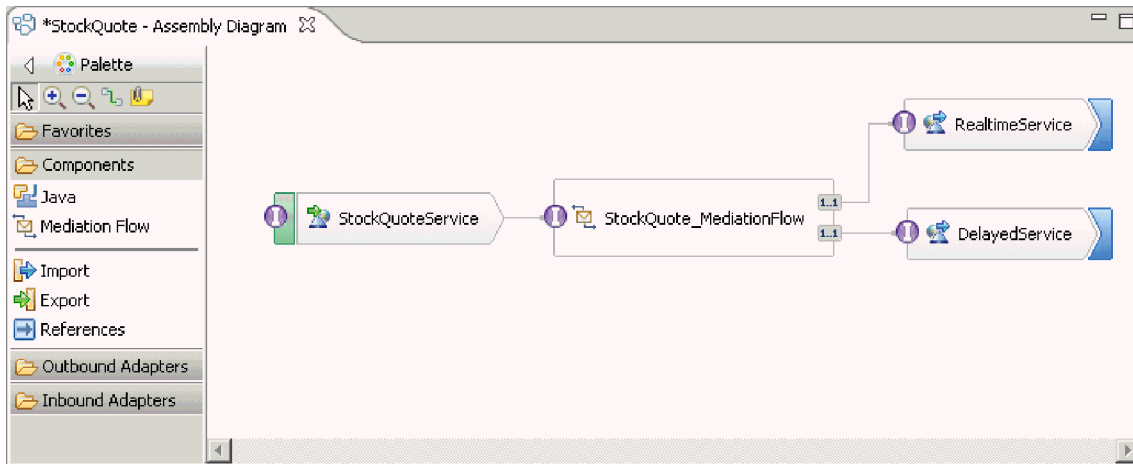 *StockQuote - Assembly Diagram
Palette
Favorites
Components
Java
Mediation Flow
Import
Export
References
Outbound Adapters
Inbound Adapters
I StockQuoteService
I StockQuote_MediationFlow
1..1
1..1
I RealtimeService
I DelayedService